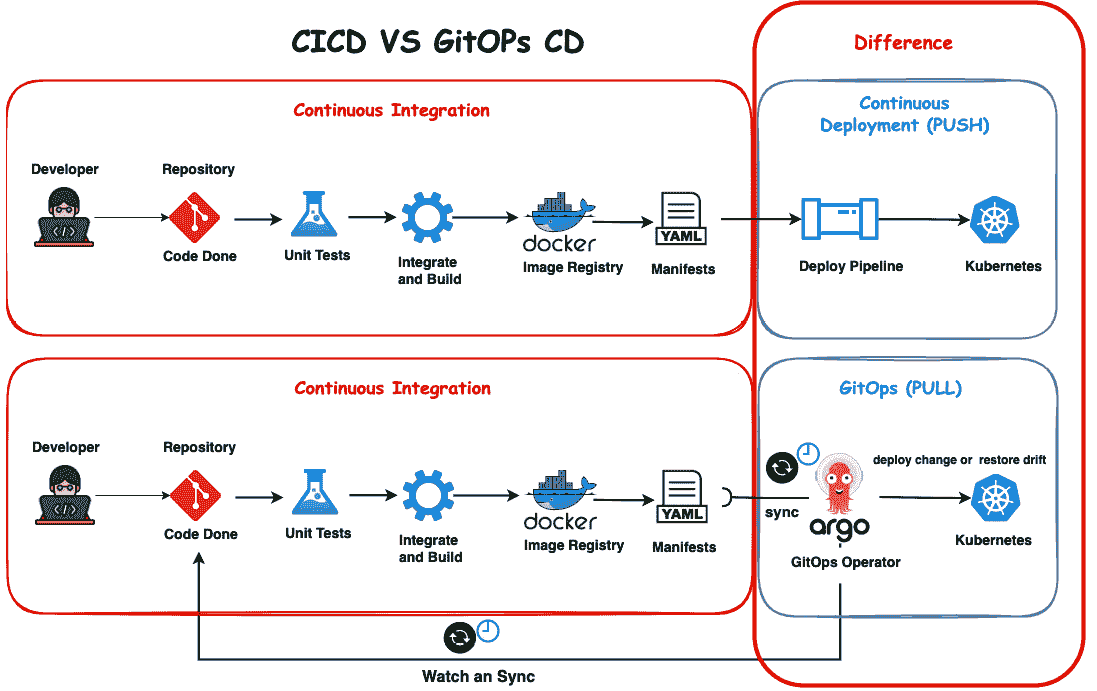 CICD VS GitOPs CD
Difference
Continuous Integration
Continuous
Deployment (PUSH)
Developer
Repository
Code Done
Unit Tests
Integrate
and Build
docker
Image Registry
YAML
Manifests
Deploy Pipeline
Kubernetes
Continuous Integration
GitOps (PULL)
Developer
Repository
Code Done
Unit Tests
Integrate
and Build
docker
Image Registry
YAML
Manifests
sync
deploy change or restore drift
argo
GitOps Operator
Kubernetes
Watch an Sync